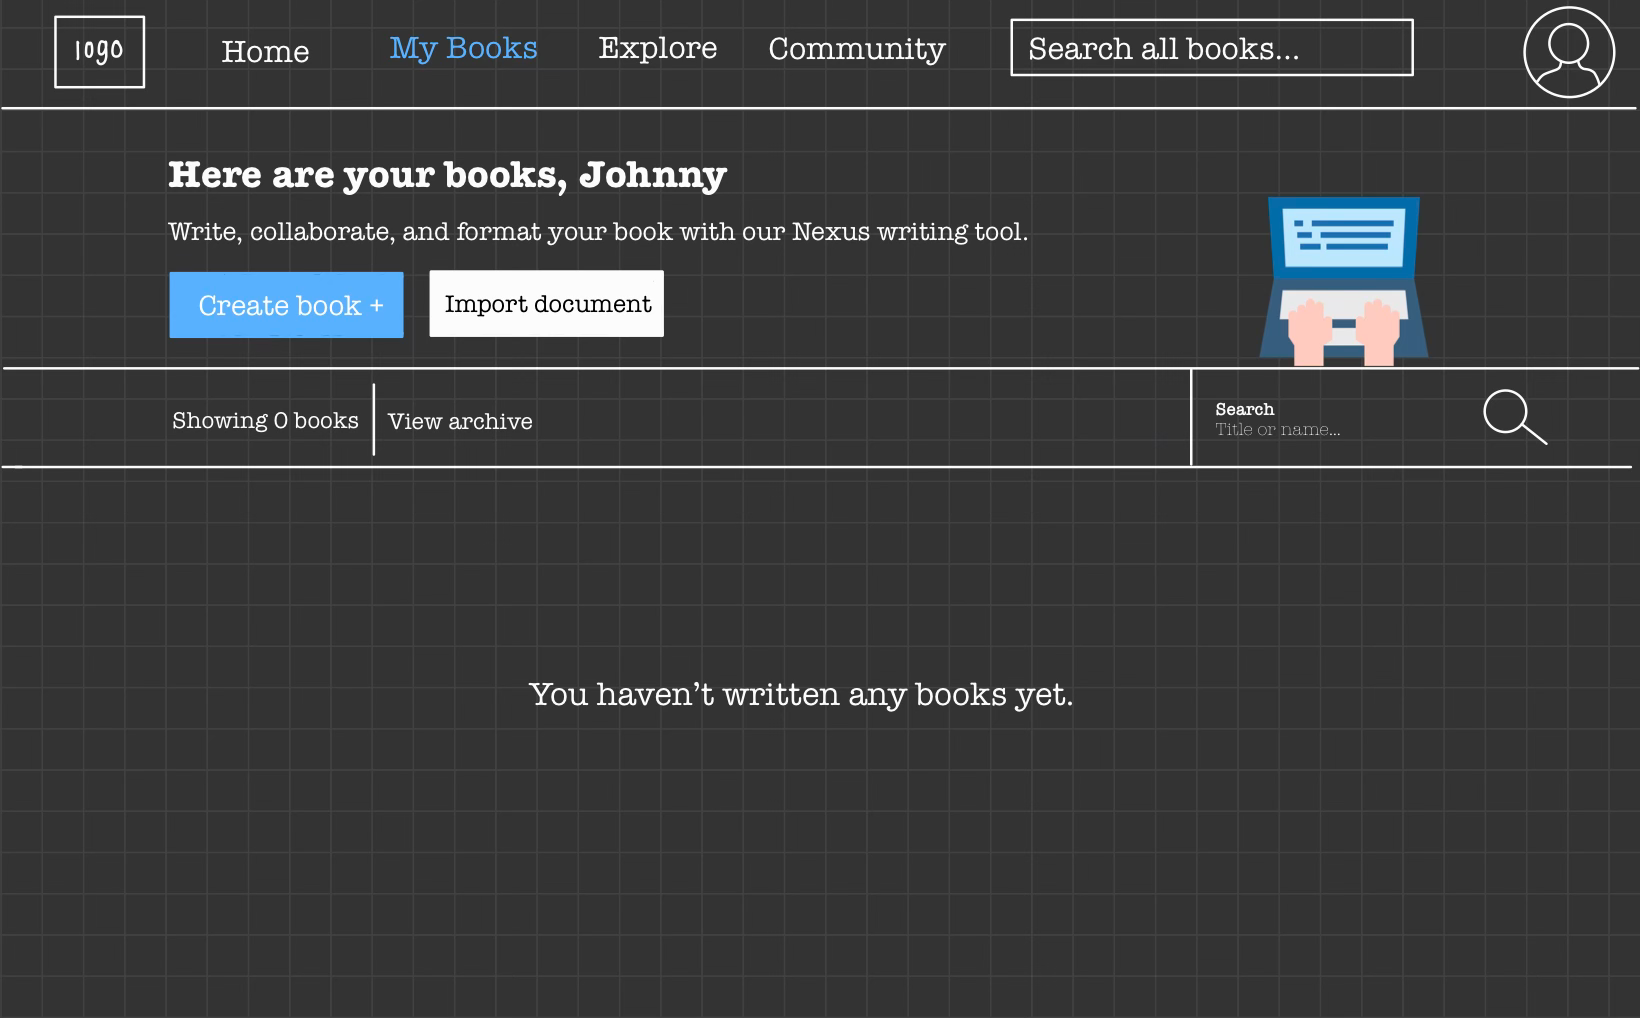 logo
Home
My Books
Explore
Community
Search all books...
Here are your books, Johnny
Write, collaborate, and format your book with our Nexus writing tool.
Create book +
Import document
Showing 0 books
View archive
Search
Title or name...
You haven’t written any books yet.